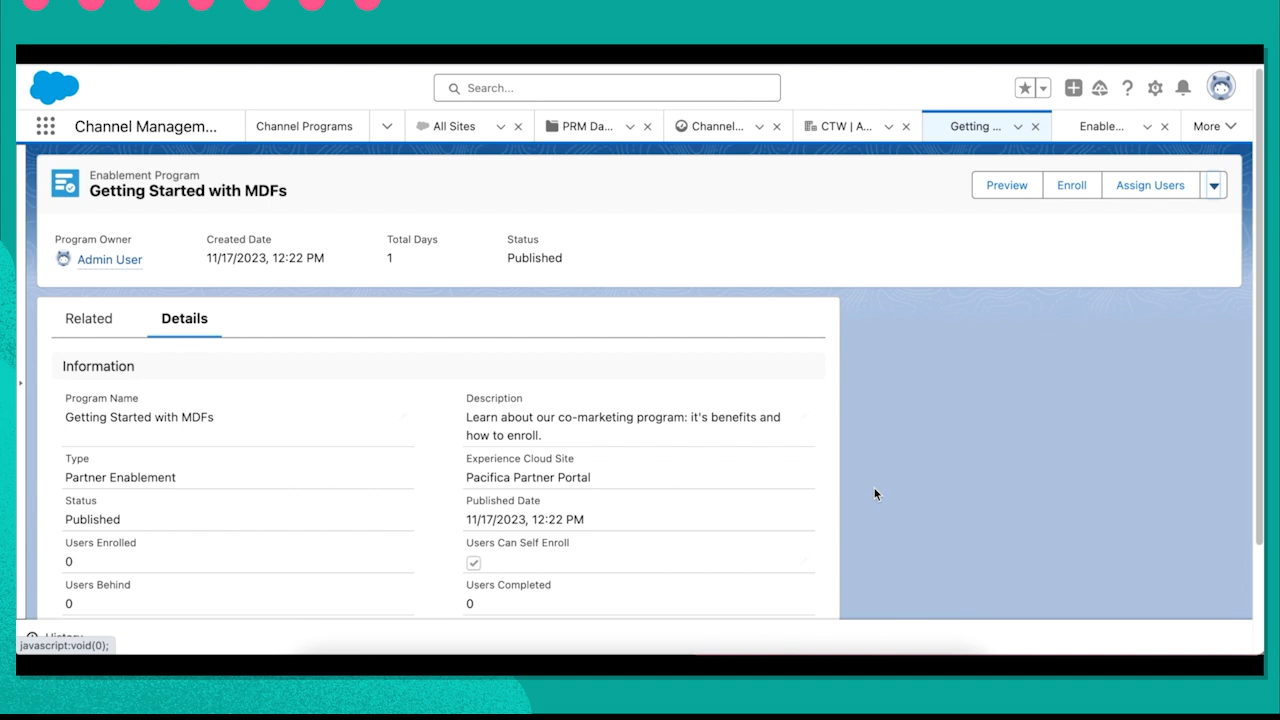 Search...
Channel Managem...
Channel Programs
All Sites
PRM Da...
Channel...
CTW | A...
Getting ...
Enable...
More
Enablement Program
Getting Started with MDFs
Preview
Enroll
Assign Users
Program Owner
Created Date
Total Days
Status
Admin User
11/17/2023, 12:22 PM
1
Published
Related
Details
Information
Program Name
Description
Getting Started with MDFs
Learn about our co-marketing program: it's benefits and
how to enroll.
Type
Experience Cloud Site
Partner Enablement
Pacifica Partner Portal
Status
Published Date
Published
11/17/2023, 12:22 PM
Users Enrolled
Users Can Self Enroll
0
Users Behind
Users Completed
0
0
History
javascript:void(0);